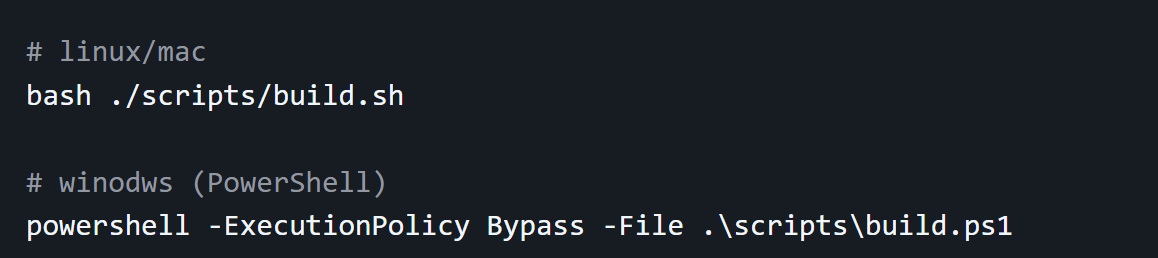 # linux/mac
bash ./scripts/build.sh
# winodws (PowerShell)
powershell -ExecutionPolicy Bypass -File .\scripts\build.ps1